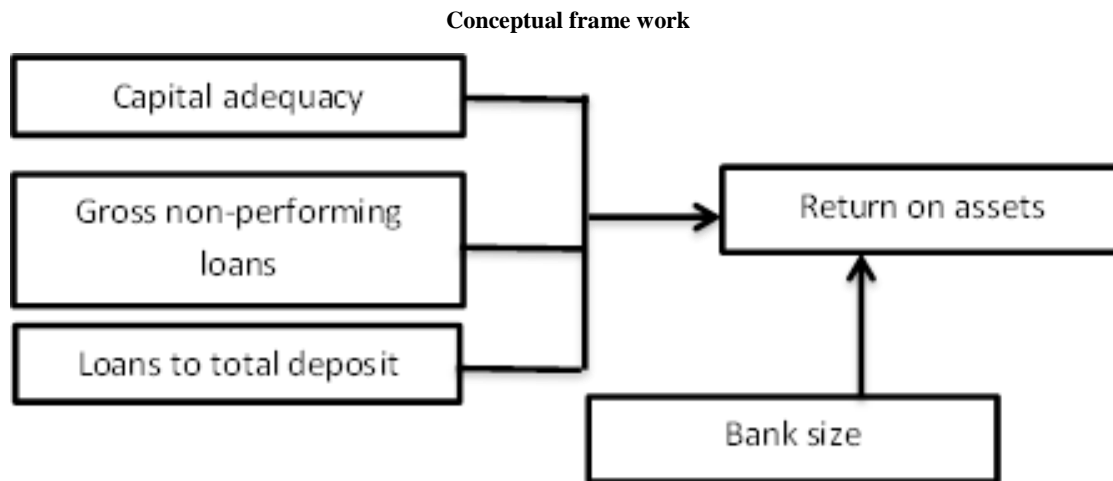 Conceptual frame work
Capital adequacy
Gross non-performing
loans
Loans to total deposit
Return on assets
Bank size